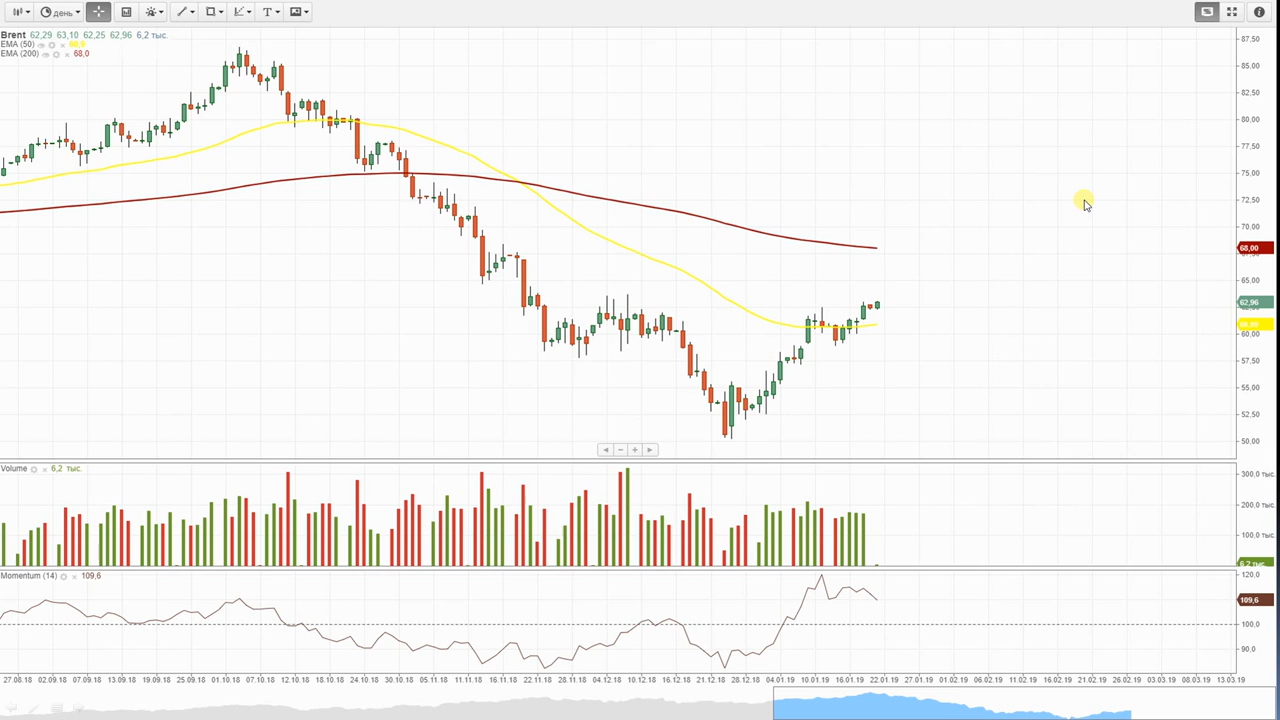 день
T
Brent 62,29 63,10 62,25 62,96 6,2 тыс.
EMA (50)
EMA (200) 68,0
87,50
85,00
82,50
80,00
77,50
75,00
72,50
70,00
68,00
65,00
62,96
60,00
57,50
55,00
52,50
50,00
Volume 6,2 тыс.
300,0 тыс.
200,0 тыс.
100,0 тыс.
6,2 тыс.
Momentum (14) 109,6
120,0
109,6
100,0
90,0
27.08.18 02.09.18 07.09.18 13.09.18 19.09.18 25.09.18 01.10.18 07.10.18 12.10.18 18.10.18 24.10.18 30.10.18 05.11.18 11.11.18 16.11.18 22.11.18 28.11.18 04.12.18 10.12.18 16.12.18 21.12.18 28.12.18 04.01.19 10.01.19 16.01.19 22.01.19 27.01.19 01.02.19 06.02.19 11.02.19 16.02.19 21.02.19 26.02.19 03.03.19 08.03.19 13.03.19